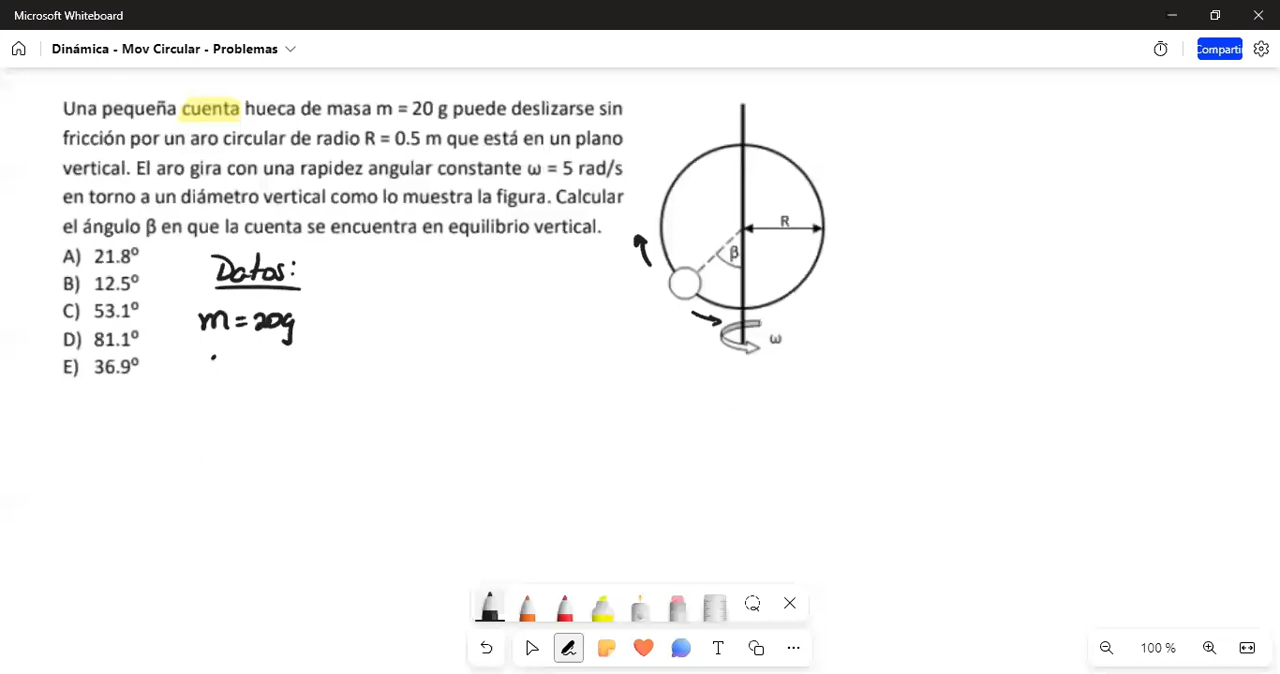 Microsoft Whiteboard
Dinámica - Mov Circular - Problemas
Comparti
Una pequeña cuenta hueca de masa m = 20 g puede deslizarse sin
fricción por un aro circular de radio R = 0.5 m que está en un plano
vertical. El aro gira con una rapidez angular constante ω = 5 rad/s
en torno a un diámetro vertical como lo muestra la figura. Calcular
el ángulo β en que la cuenta se encuentra en equilibrio vertical.
A) 21.8°
B) 12.5°
C) 53.1°
D) 81.1°
E) 36.9°
Datos:
m = 20g
R
β
ω
T
100 %